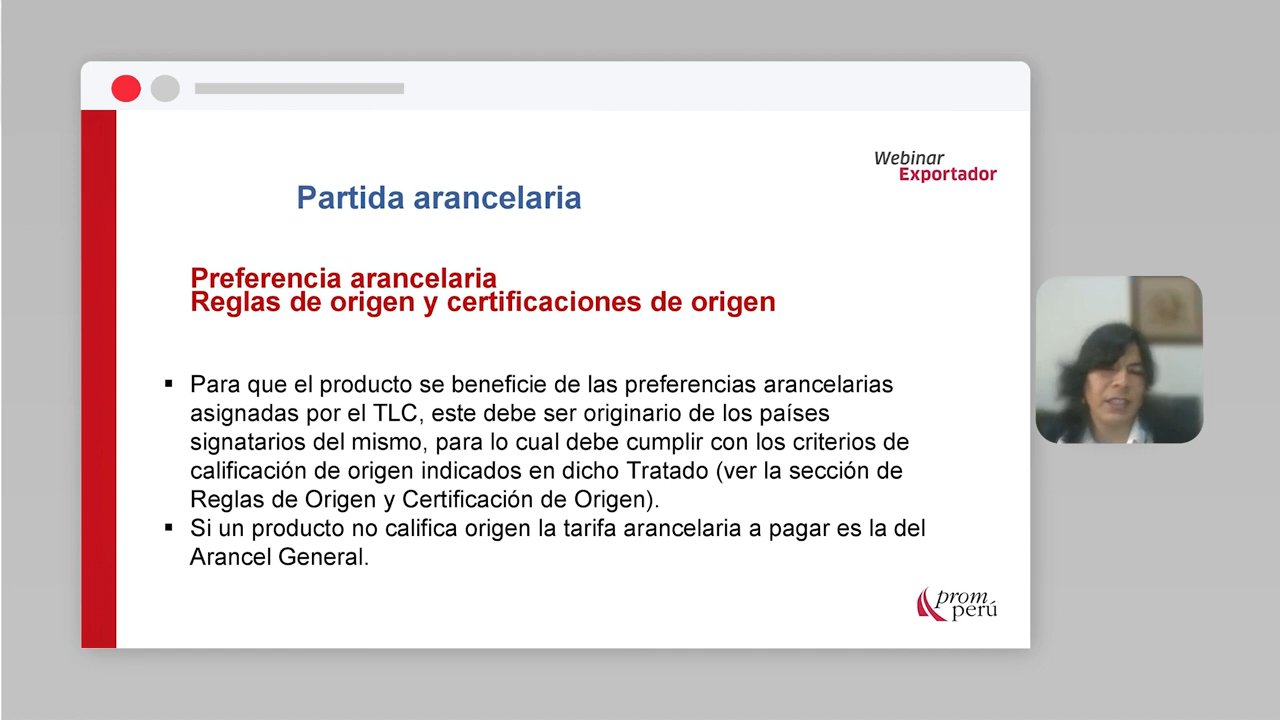 Webinar
Exportador
Partida arancelaria
Preferencia arancelaria
Reglas de origen y certificaciones de origen
▪ Para que el producto se beneficie de las preferencias arancelarias
asignadas por el TLC, este debe ser originario de los países
signatarios del mismo, para lo cual debe cumplir con los criterios de
calificación de origen indicados en dicho Tratado (ver la sección de
Reglas de Origen y Certificación de Origen).
▪ Si un producto no califica origen la tarifa arancelaria a pagar es la del
Arancel General.
prom
perú